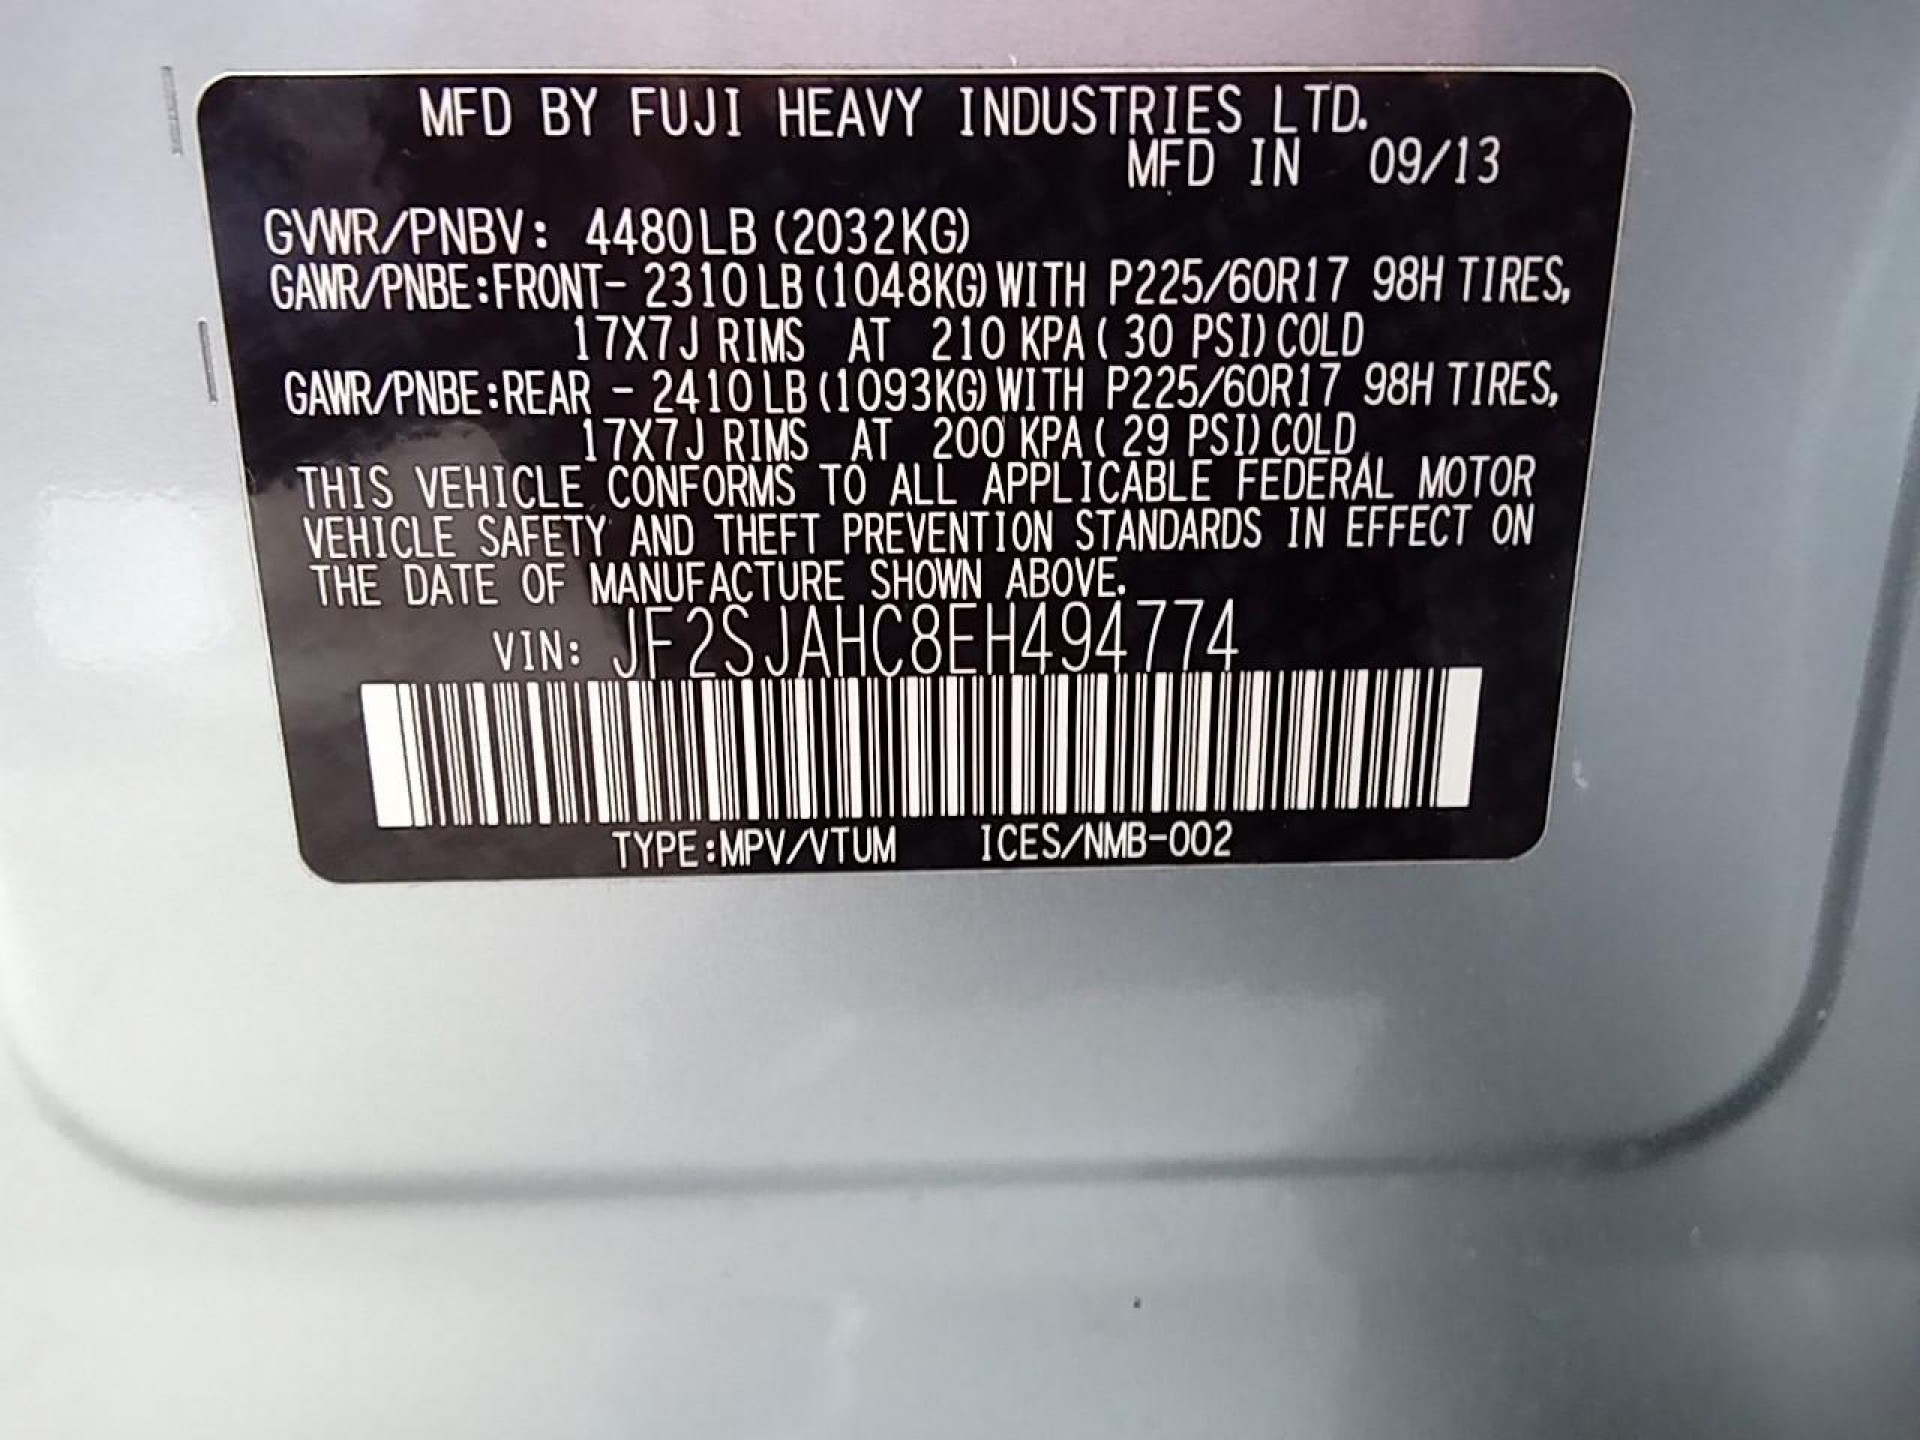 MFD BY FUJI HEAVY INDUSTRIES LTD.
MFD IN 09/13
GVWR/PNBV: 4480LB (2032KG)
GAWR/PNBE:FRONT- 2310LB (1048KG) WITH P225/60R17 98H TIRES,
17X7J RIMS AT 210 KPA ( 30 PSI) COLD
GAWR/PNBE:REAR - 2410LB (1093KG) WITH P225/60R17 98H TIRES,
17X7J RIMS AT 200 KPA ( 29 PSI) COLD
THIS VEHICLE CONFORMS TO ALL APPLICABLE FEDERAL MOTOR
VEHICLE SAFETY AND THEFT PREVENTION STANDARDS IN EFFECT ON
THE DATE OF MANUFACTURE SHOWN ABOVE.
VIN: JF2SJAHC8EH494774
TYPE:MPV/VTUM ICES/NMB-002